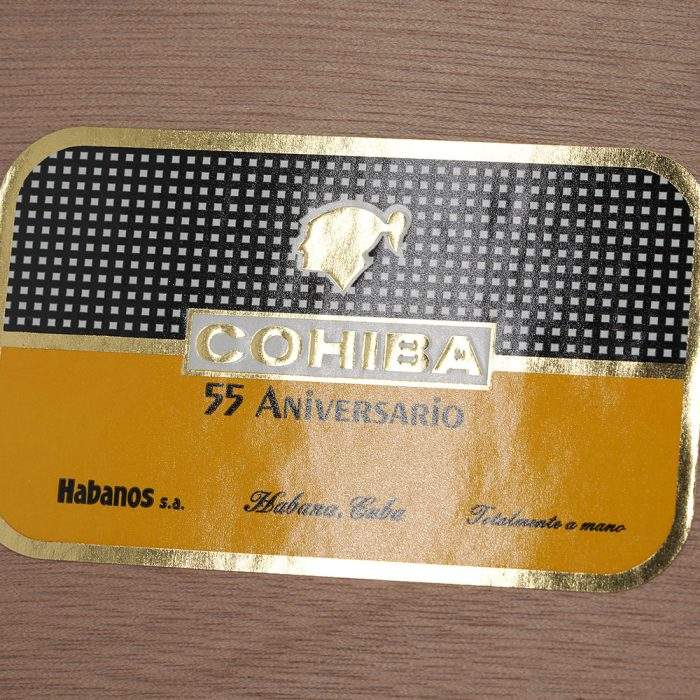 COHIBA
55 ANiVERSARiO
Habanos s.a.
Habana, Cuba
Totalmente a mano